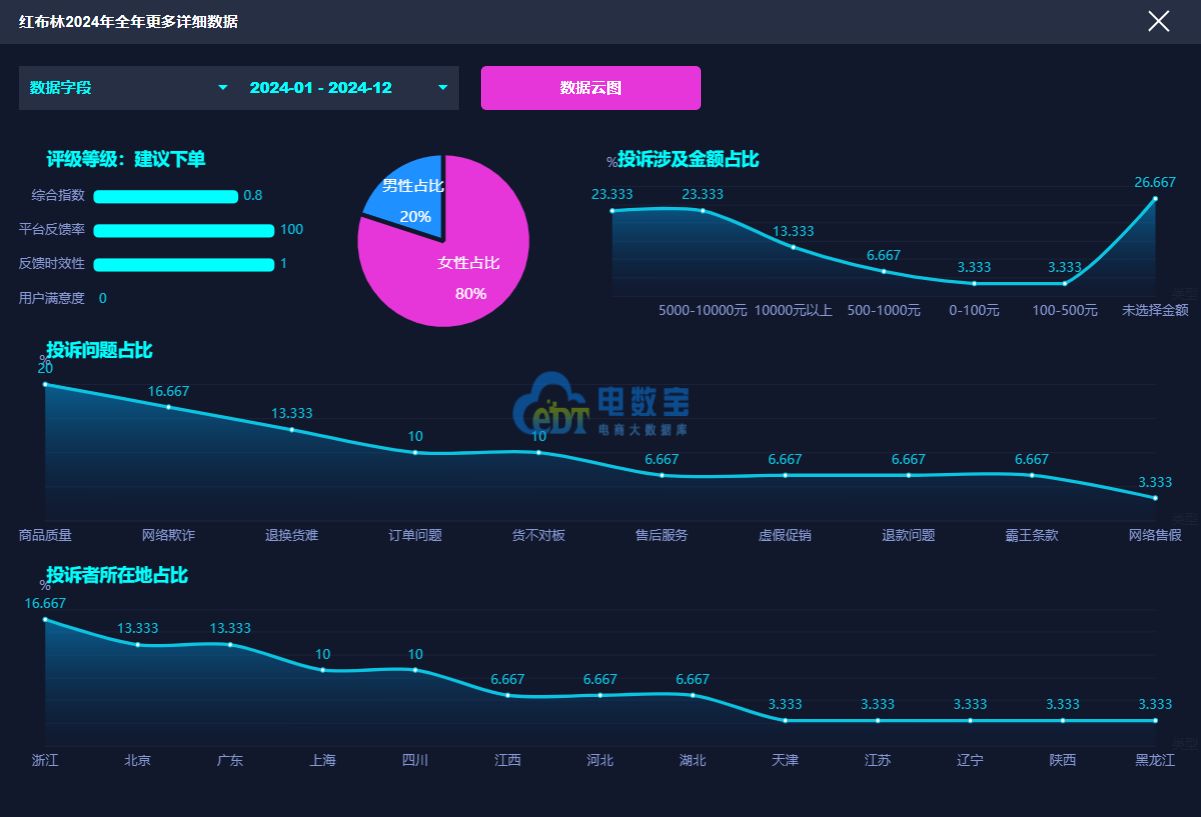 红布林2024年全年更多详细数据
数据字段
2024-01 - 2024-12
数据云图
评级等级：建议下单
综合指数 0.8
平台反馈率 100
反馈时效性 1
用户满意度 0
男性占比
20%
女性占比
80%
%
投诉涉及金额占比
23.333 23.333 13.333 6.667 3.333 3.333 26.667
类型
5000-10000元 10000元以上 500-1000元 0-100元 100-500元 未选择金额
投诉问题占比
%
20 16.667 13.333 10 10 6.667 6.667 6.667 6.667 3.333
eDT 电数宝
电商大数据库
类型
商品质量 网络欺诈 退换货难 订单问题 货不对板 售后服务 虚假促销 退款问题 霸王条款 网络售假
投诉者所在地占比
%
16.667 13.333 13.333 10 10 6.667 6.667 6.667 3.333 3.333 3.333 3.333 3.333
类型
浙江 北京 广东 上海 四川 江西 河北 湖北 天津 江苏 辽宁 陕西 黑龙江